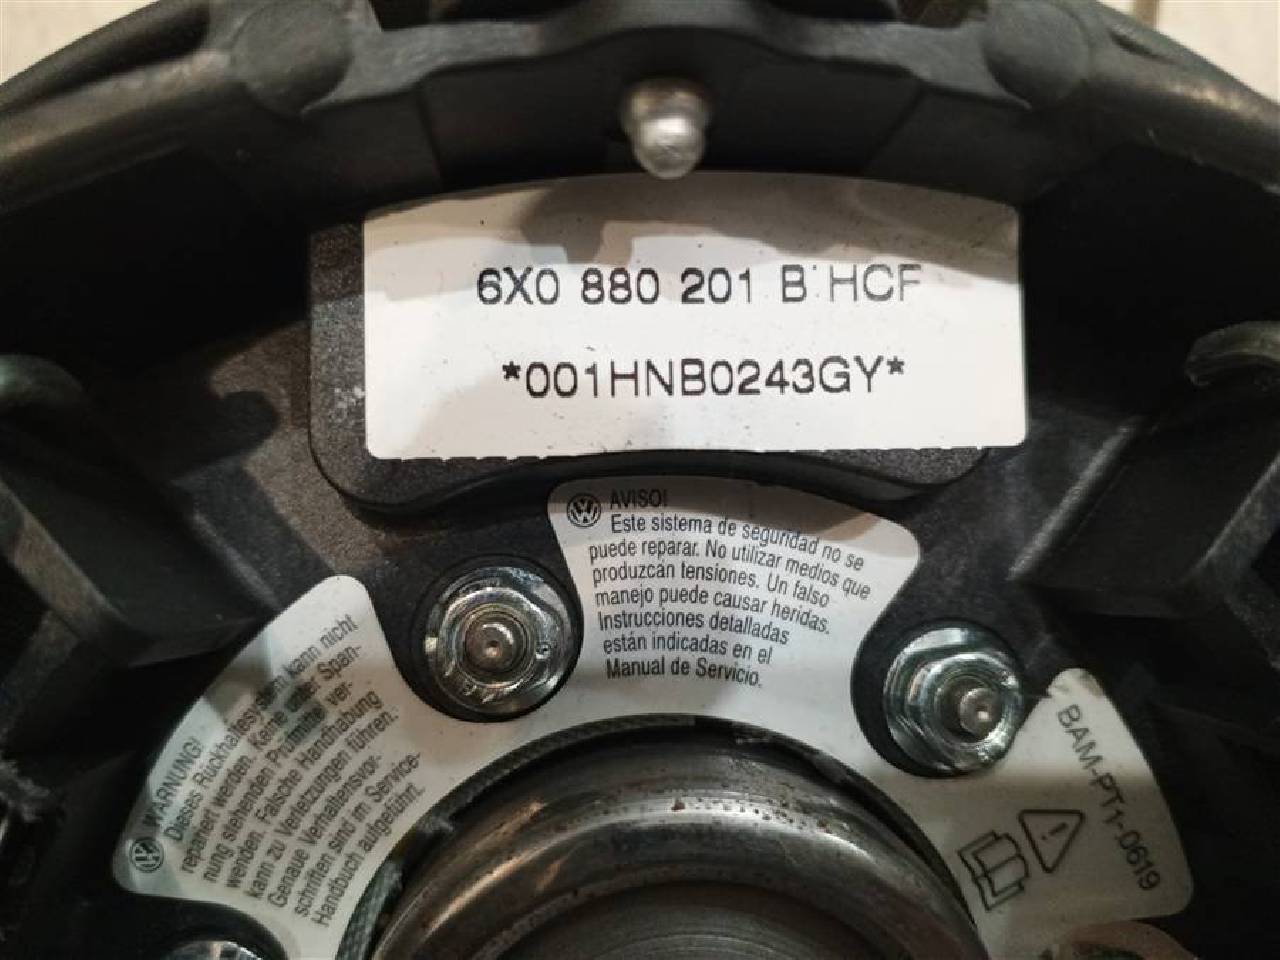 6X0 880 201 B HCF
*001HNB0243GY*
AVISO!
Este sistema de seguridad no se
puede reparar. No utilizar medios que
produzcan tensiones. Un falso
manejo puede causar heridas.
Instrucciones detalladas
están indicadas en el
Manual de Servicio.
WARNUNG!
Dieses Rückhaltesystem kann nicht
repariert werden. Keine unter Span-
nung stehenden Prüfmittel ver-
wenden. Falsche Handhabung
kann zu Verletzungen führen.
Genaue Verhaltensvor-
schriften sind im Service-
Handbuch aufgeführt.
BAM-PT1-0619